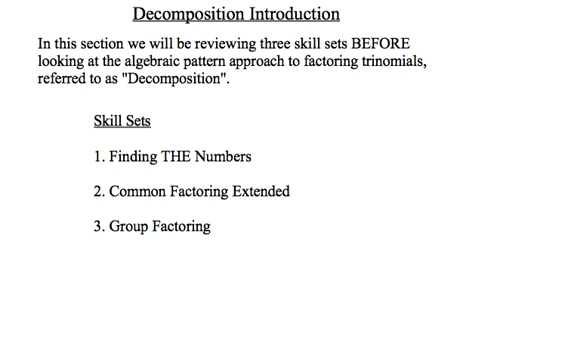 Decomposition Introduction
In this section we will be reviewing three skill sets BEFORE
looking at the algebraic pattern approach to factoring trinomials,
referred to as "Decomposition".
Skill Sets
1. Finding THE Numbers
2. Common Factoring Extended
3. Group Factoring